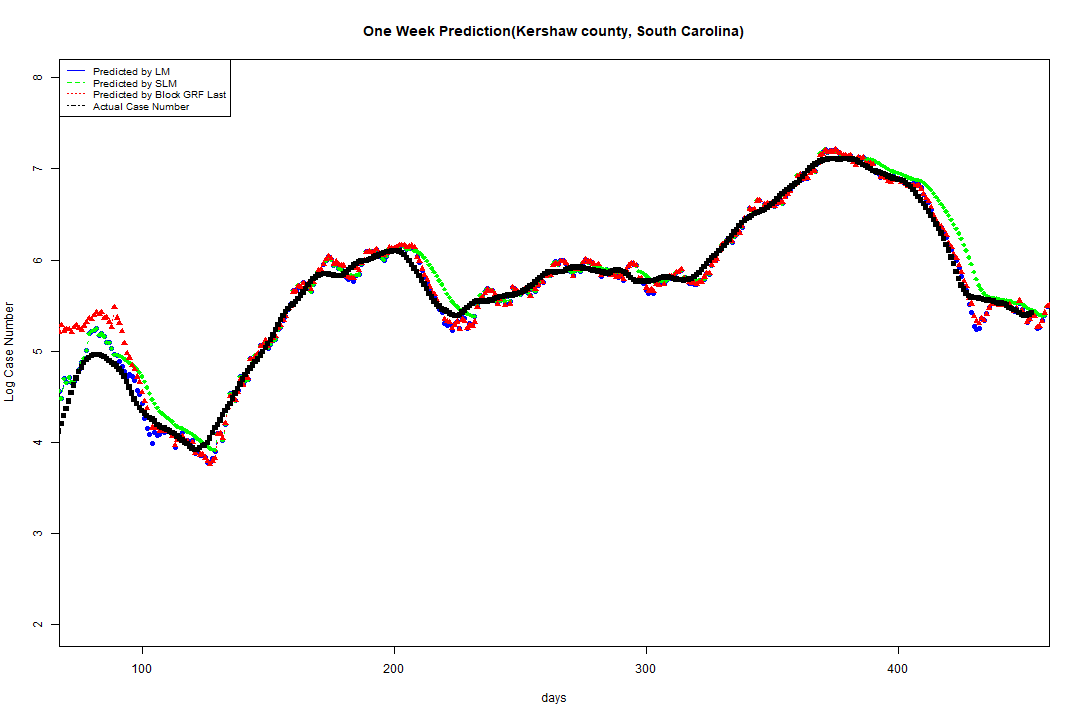 One Week Prediction(Kershaw county, South Carolina)
Predicted by LM
Predicted by SLM
Predicted by Block GRF Last
Actual Case Number
8
7
6
5
4
3
2
Log Case Number
100 200 300 400
days